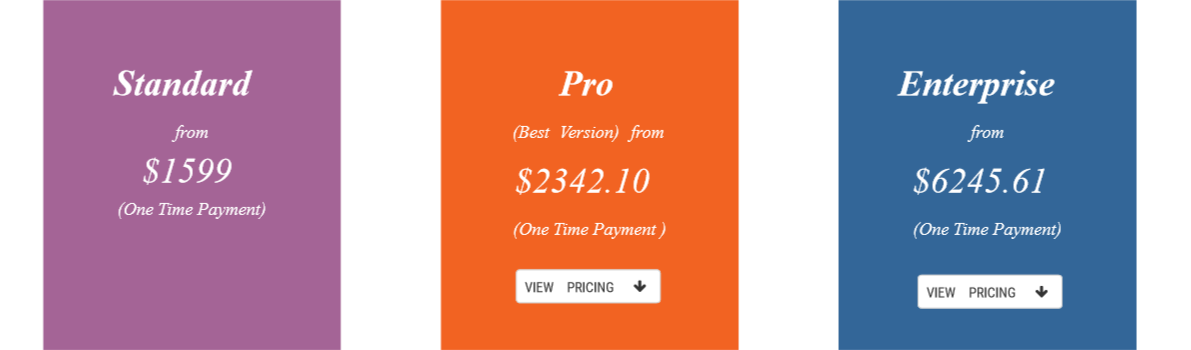 Standard
from
$1599
(One Time Payment)
Pro
(Best Version) from
$2342.10
(One Time Payment )
VIEW PRICING
Enterprise
from
$6245.61
(One Time Payment)
VIEW PRICING